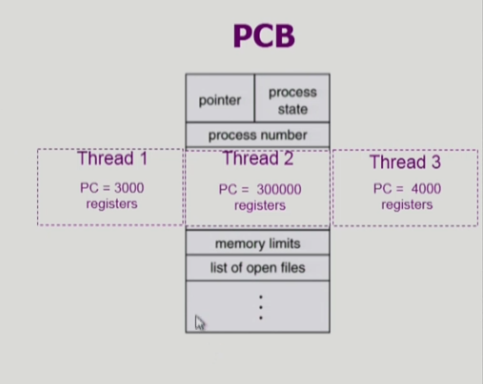 PCB
pointer
process
state
process number
Thread 1
PC = 3000
registers
Thread 2
PC = 300000
registers
Thread 3
PC = 4000
registers
memory limits
list of open files